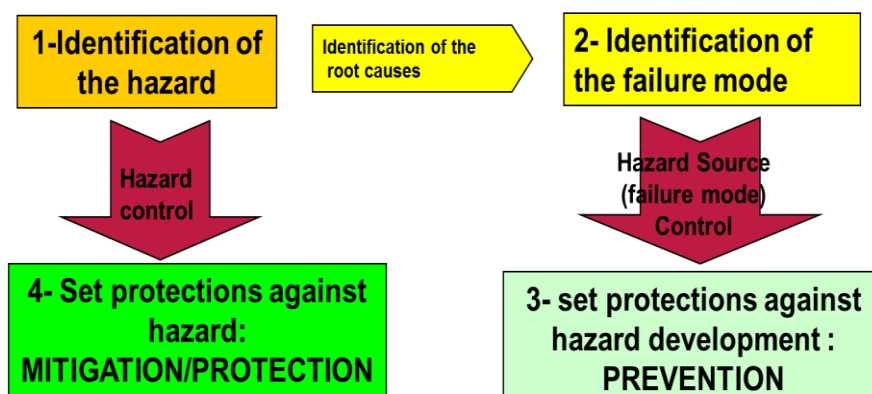 1-Identification of
the hazard
Identification of the
root causes
2- Identification of
the failure mode
Hazard
control
Hazard Source
(failure mode)
Control
4- Set protections against
hazard:
MITIGATION/PROTECTION
3- set protections against
hazard development :
PREVENTION